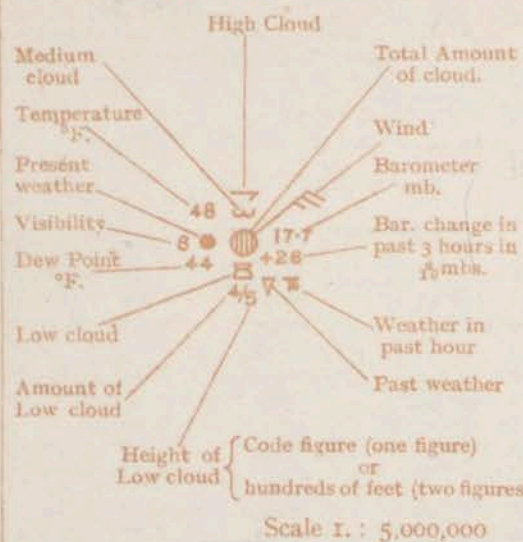 High Cloud
Medium cloud
Total Amount of cloud.
Temperature °F.
Wind
Present weather
Barometer mb.
48
Visibility
8
17·7
Bar. change in past 3 hours in mbs.
+28
Dew Point °F.
44
4/5
Low cloud
Weather in past hour
Amount of Low cloud
Past weather
Height of Low cloud
Code figure (one figure)
or
hundreds of feet (two figures
Scale 1. : 5,000,000